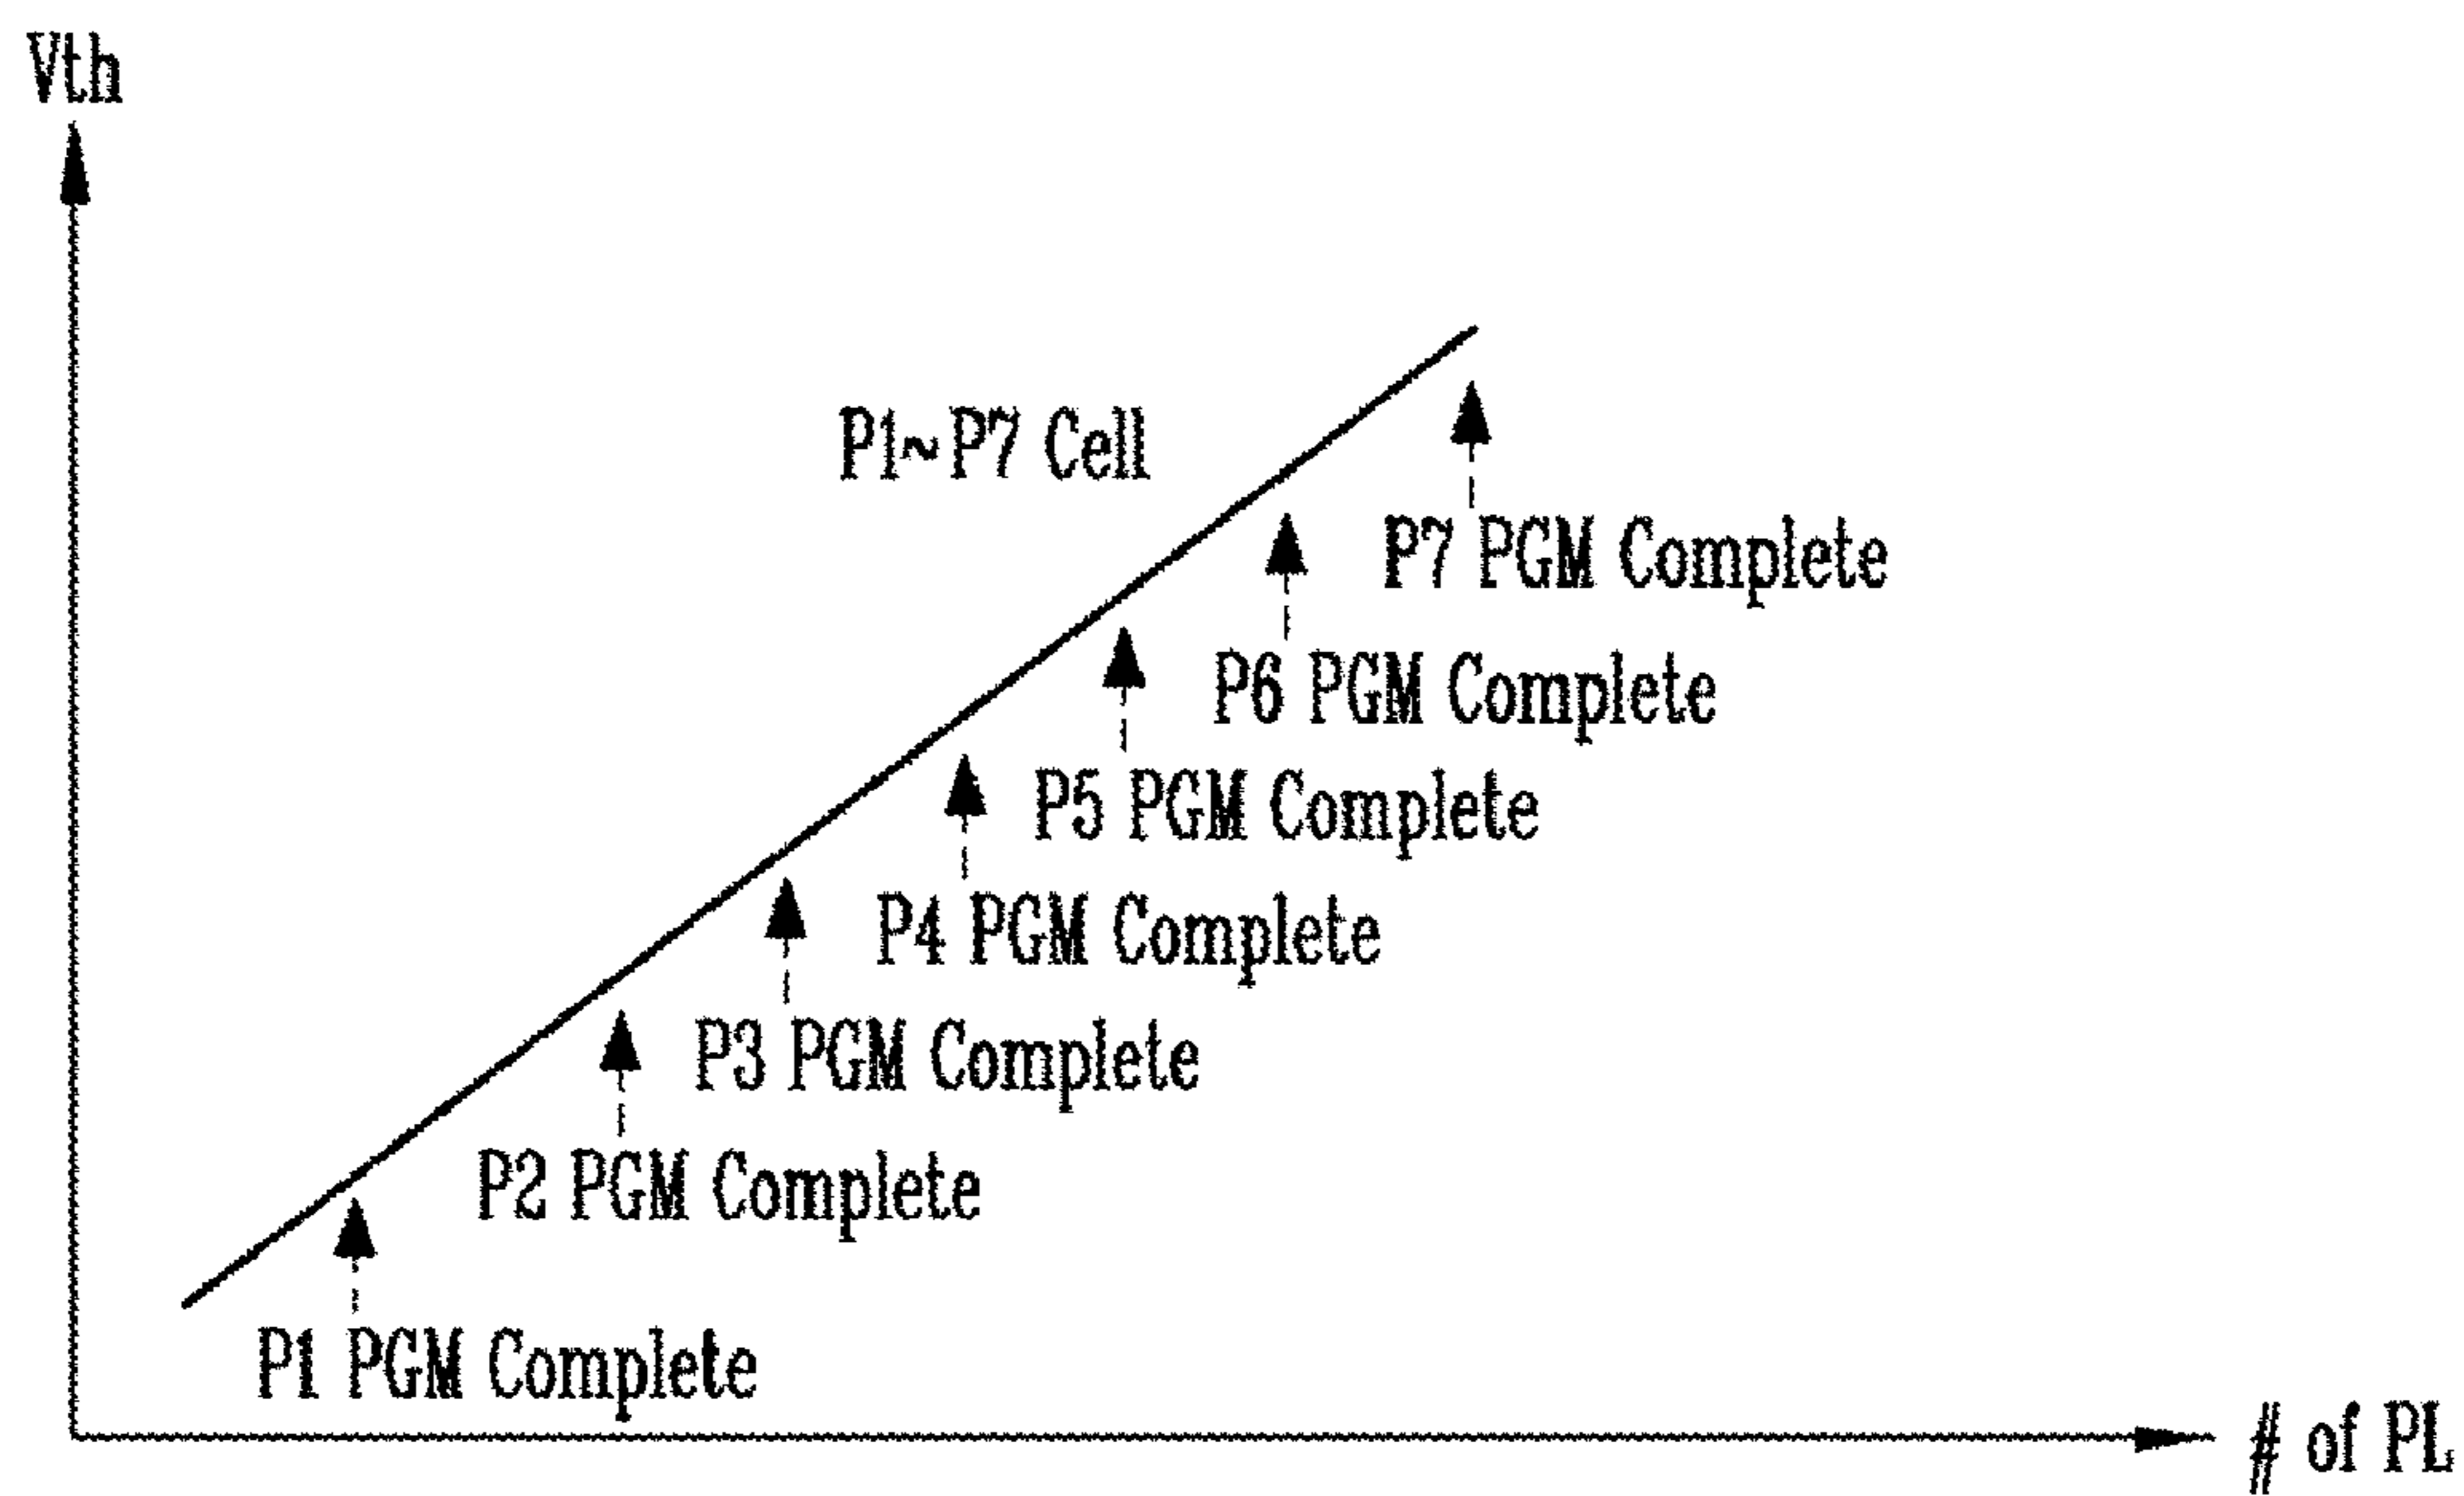 Vth
P1~P7 Cell
P7 PGM Complete
P6 PGM Complete
P5 PGM Complete
P4 PGM Complete
P3 PGM Complete
P2 PGM Complete
P1 PGM Complete
# of PL